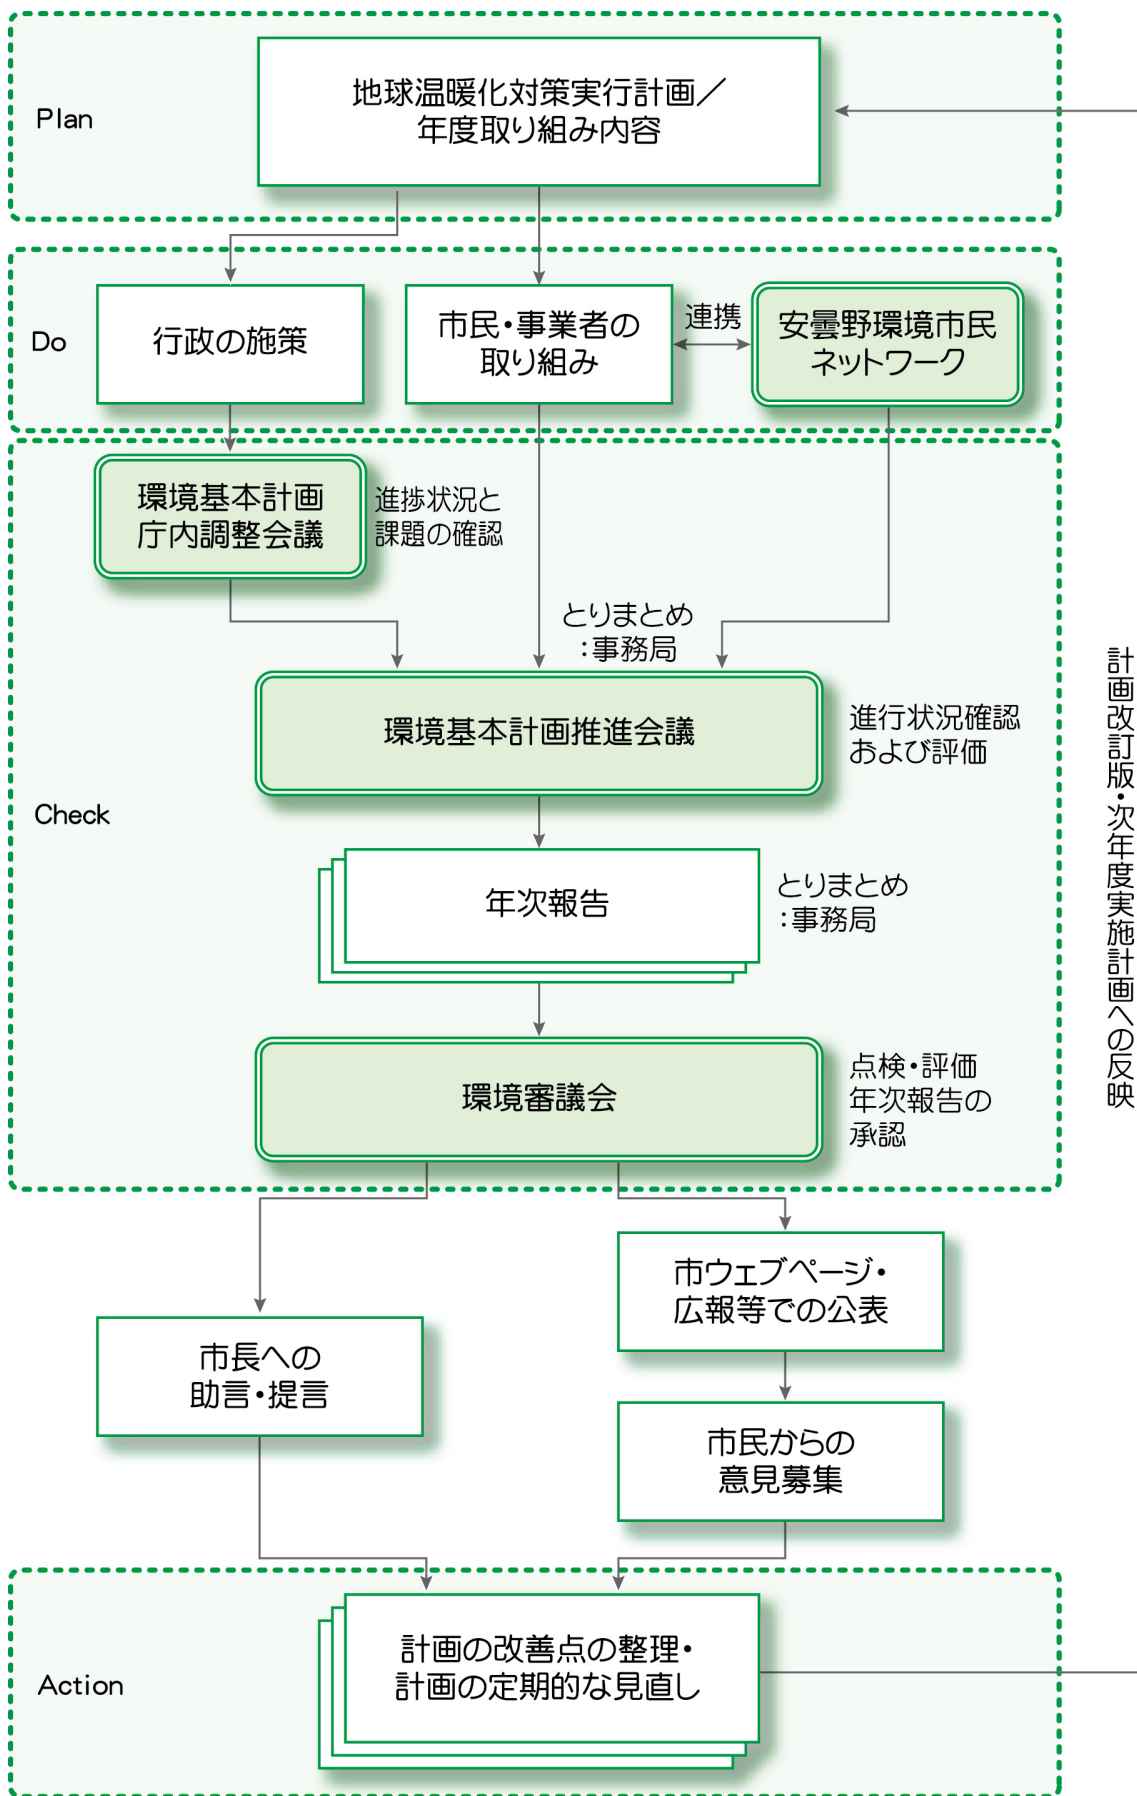 Plan
地球温暖化対策実行計画／
年度取り組み内容
Do
行政の施策
市民・事業者の
取り組み
連携
安曇野環境市民
ネットワーク
環境基本計画
庁内調整会議
進捗状況と
課題の確認
とりまとめ
：事務局
Check
環境基本計画推進会議
進行状況確認
および評価
年次報告
とりまとめ
：事務局
環境審議会
点検・評価
年次報告の
承認
市長への
助言・提言
市ウェブページ・
広報等での公表
市民からの
意見募集
Action
計画の改善点の整理・
計画の定期的な見直し
計画改訂版・次年度実施計画への反映